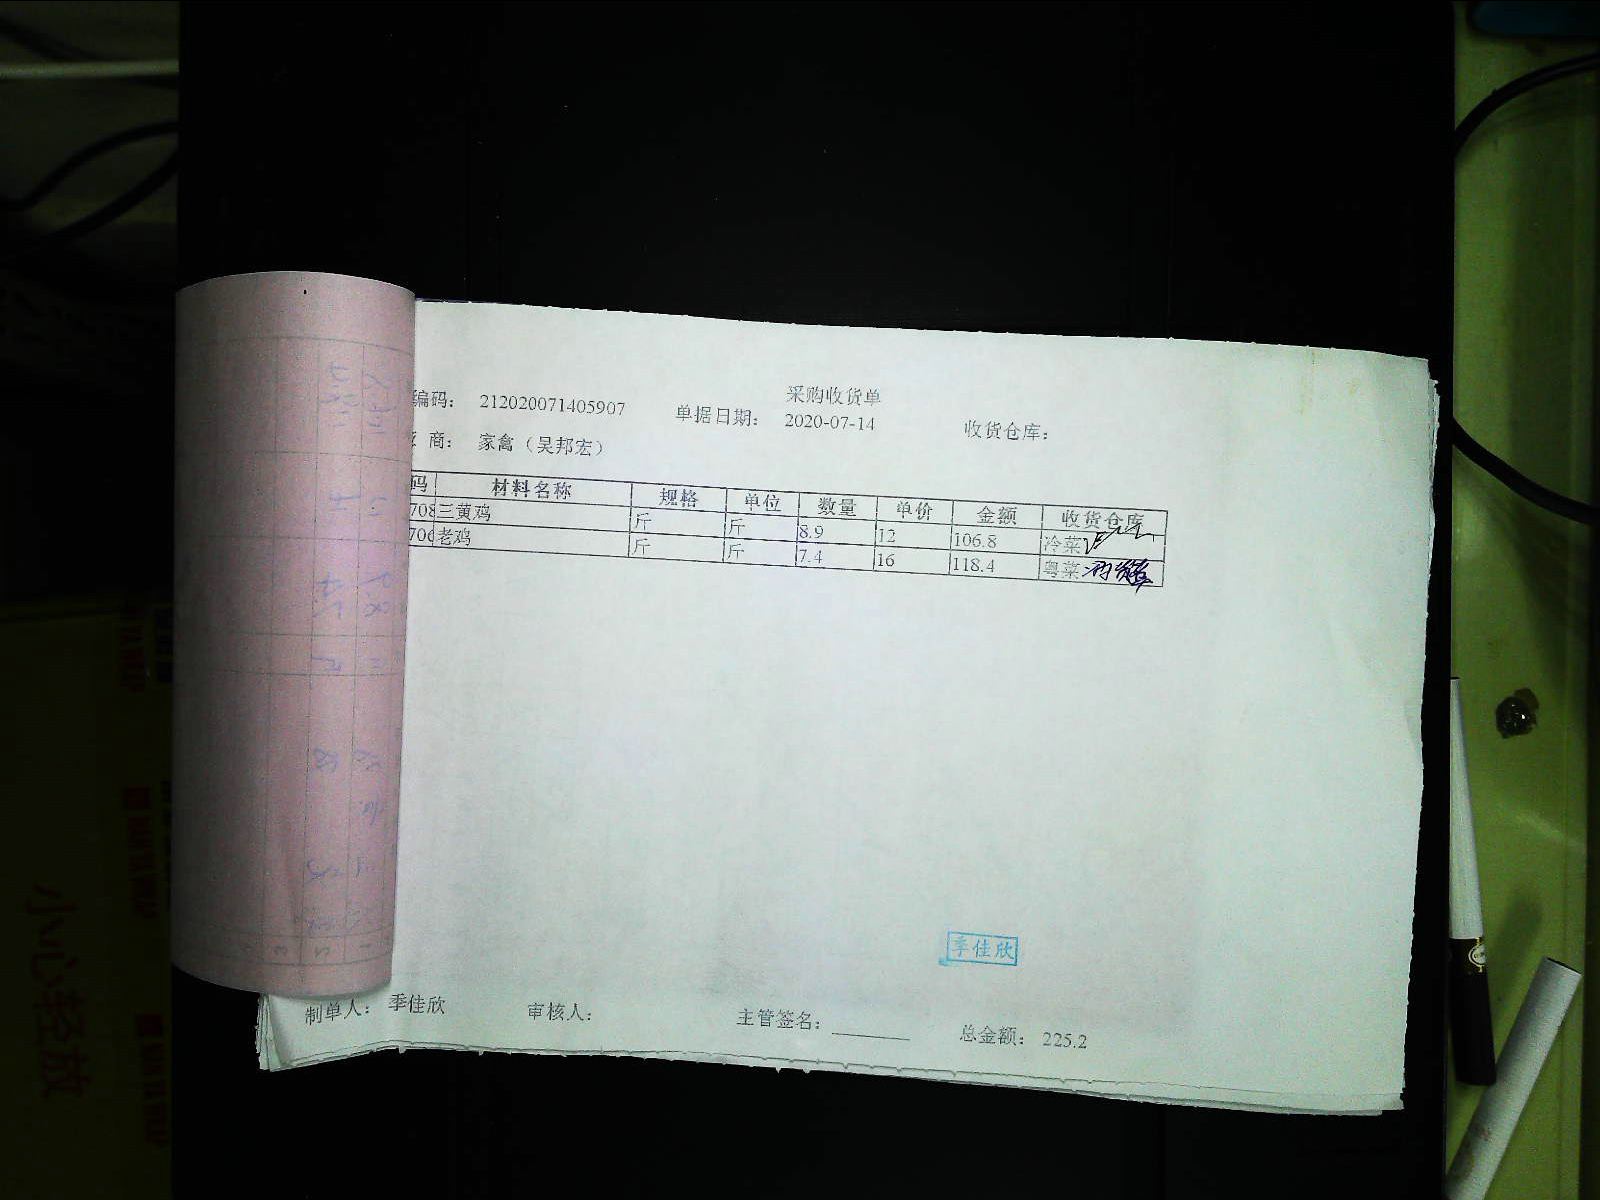 采购收货单
编码: 212020071405907 单据日期: 2020-07-14 收货仓库:
商: 家禽（吴邦宏）
码 材料名称 规格 单位 数量 单价 金额 收货仓库
708 三黄鸡 斤 斤 8.9 12 106.8 冷菜
706 老鸡 斤 斤 7.4 16 118.4 粤菜
季佳欣
制单人: 季佳欣 审核人: 主管签名: 总金额: 225.2
小心轻放